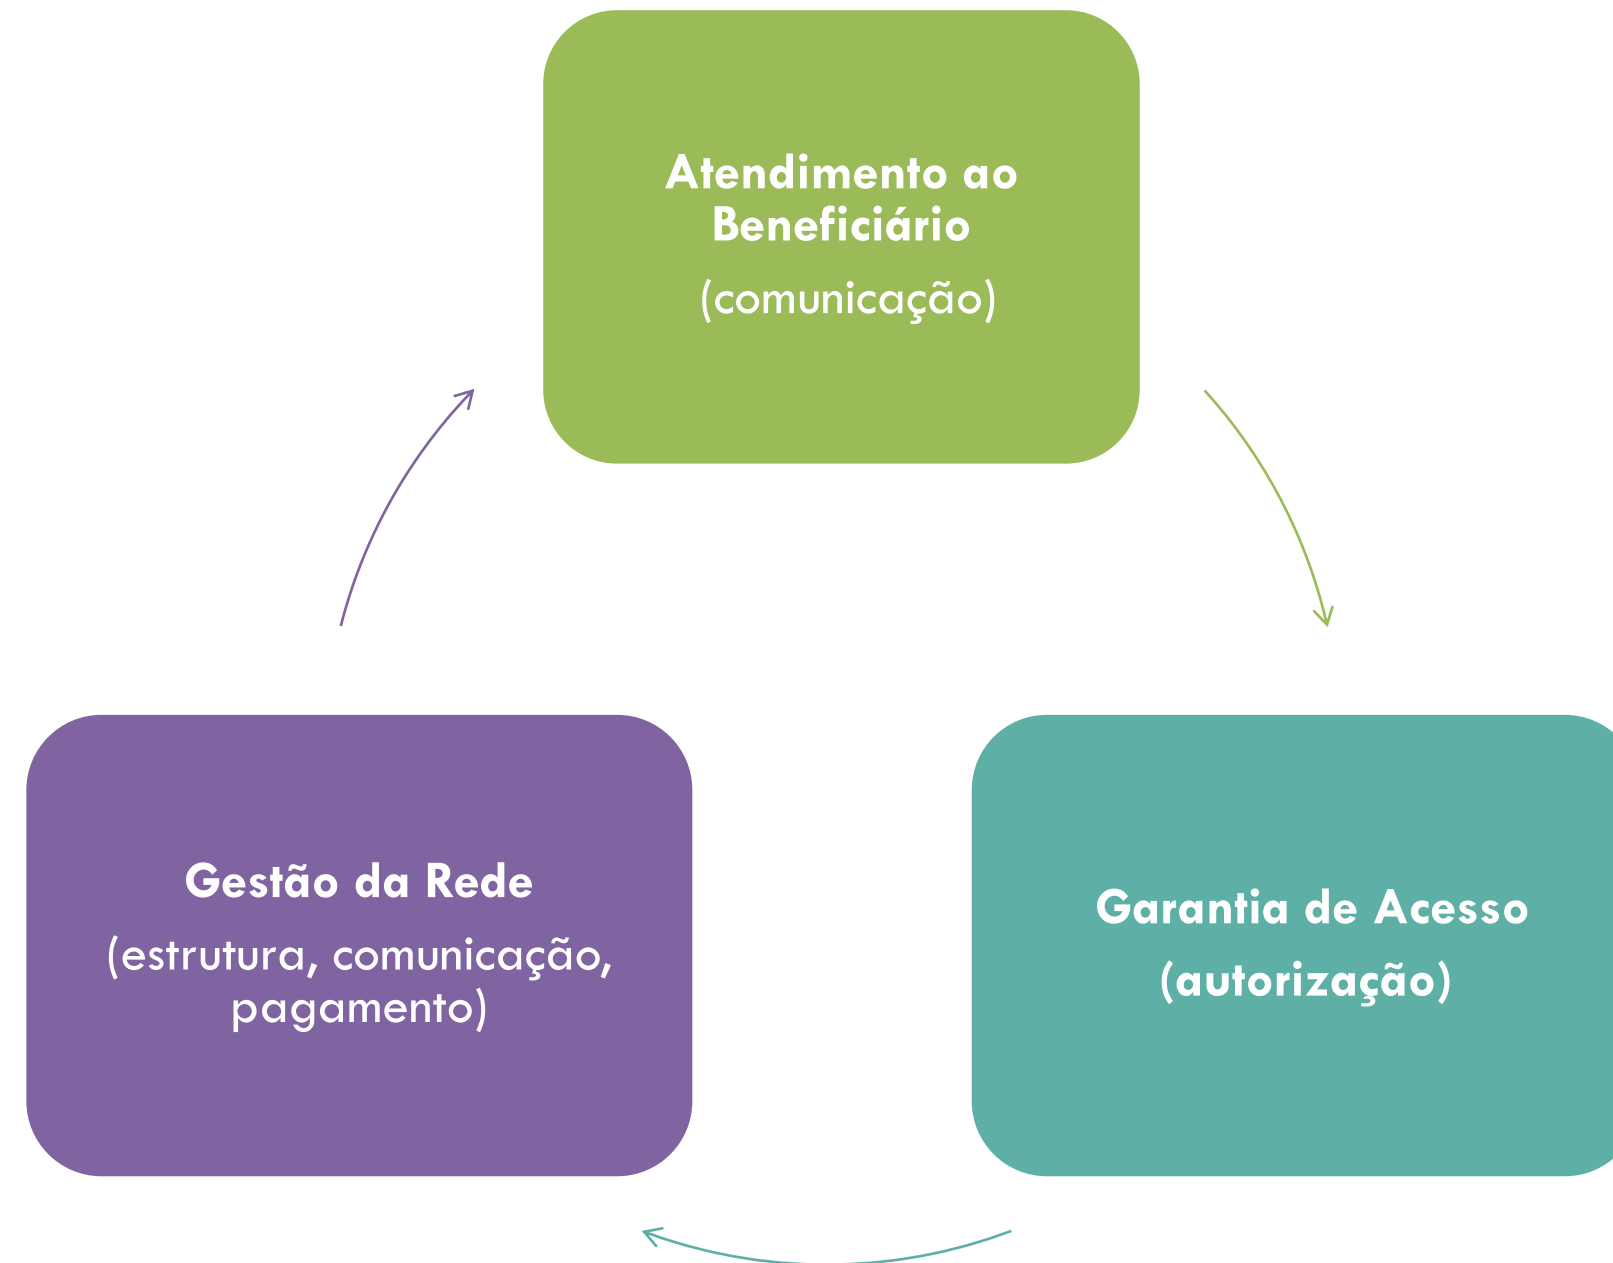 Atendimento ao
Beneficiário
(comunicação)
Gestão da Rede
(estrutura, comunicação,
pagamento)
Garantia de Acesso
(autorização)